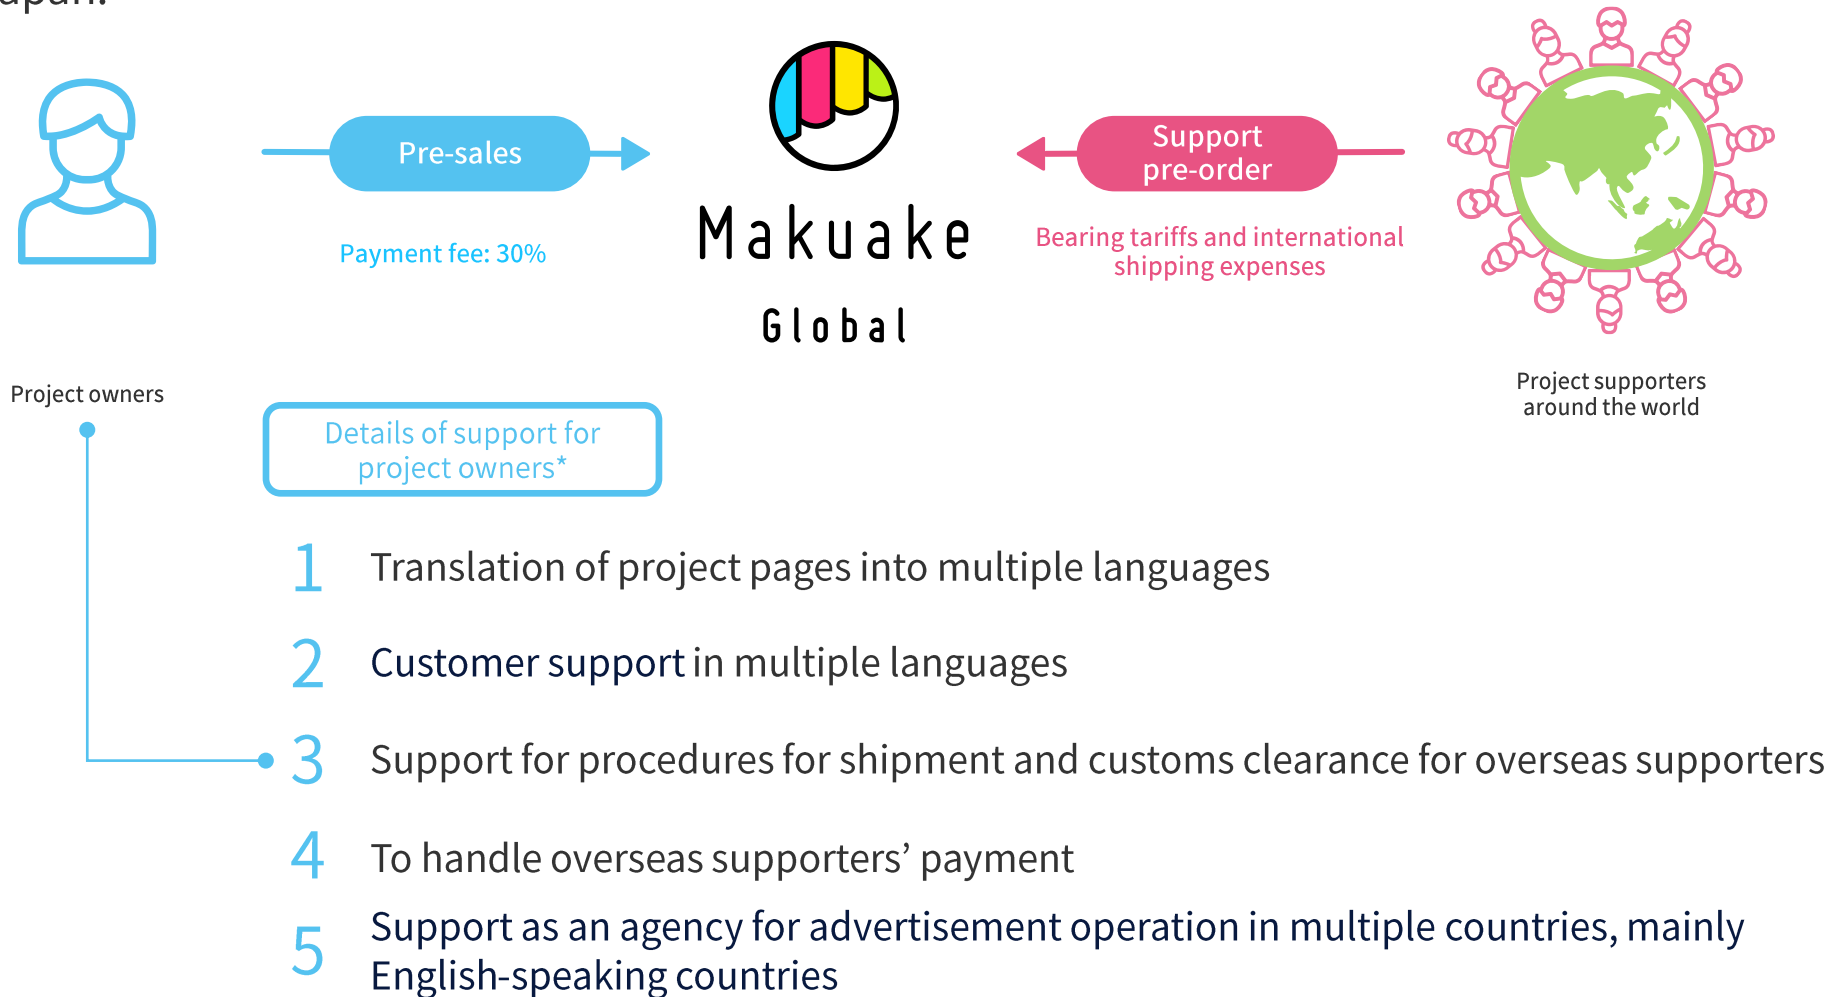 Pre-sales
Support
pre-order
Makuake
Global
Payment fee: 30%
Bearing tariffs and international
shipping expenses
Project owners
Project supporters
around the world
Details of support for
project owners*
1 Translation of project pages into multiple languages
2 Customer support in multiple languages
3 Support for procedures for shipment and customs clearance for overseas supporters
4 To handle overseas supporters’ payment
5 Support as an agency for advertisement operation in multiple countries, mainly
English-speaking countries